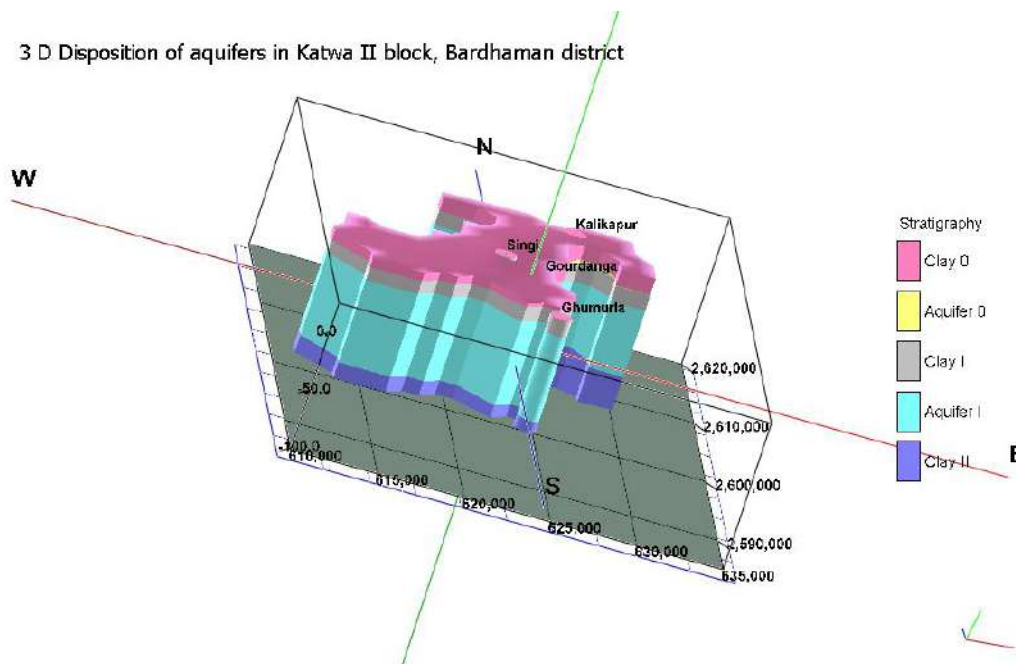 3 D Disposition of aquifers in Katwa II block, Bardhaman district
N
W
Kalikapur
Singi
Gourdanga
Ghumurla
Stratigraphy
Clay 0
Aquifer 0
Clay I
Aquifer I
Clay II
0.0
-50.0
-100.0
2,620,000
2,610,000
2,600,000
2,590,000
E
S
610,000
615,000
620,000
625,000
630,000
635,000